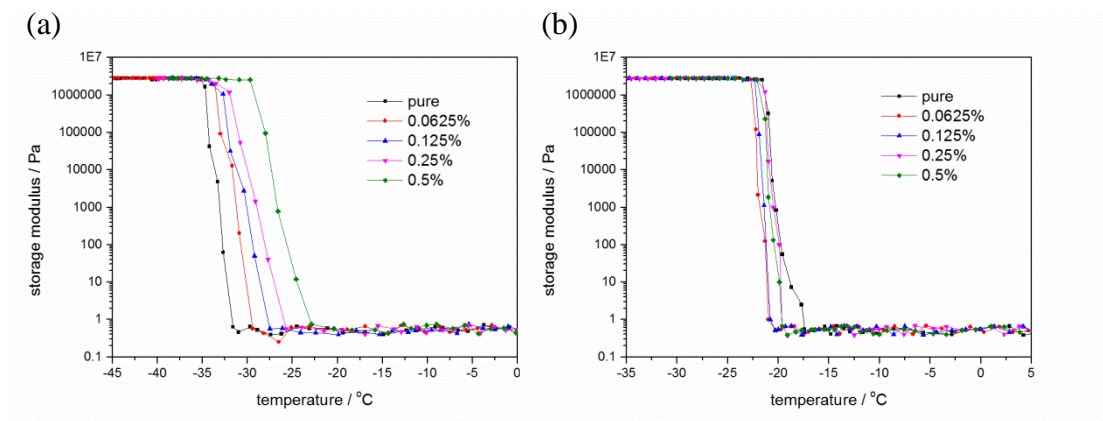 (a)
1E7
1000000
100000
10000
1000
100
10
1
0.1
storage modulus / Pa
pure
0.0625%
0.125%
0.25%
0.5%
-45 -40 -35 -30 -25 -20 -15 -10 -5 0
temperature / °C
(b)
1E7
1000000
100000
10000
1000
100
10
1
0.1
storage modulus / Pa
pure
0.0625%
0.125%
0.25%
0.5%
-35 -30 -25 -20 -15 -10 -5 0 5
temperature / °C